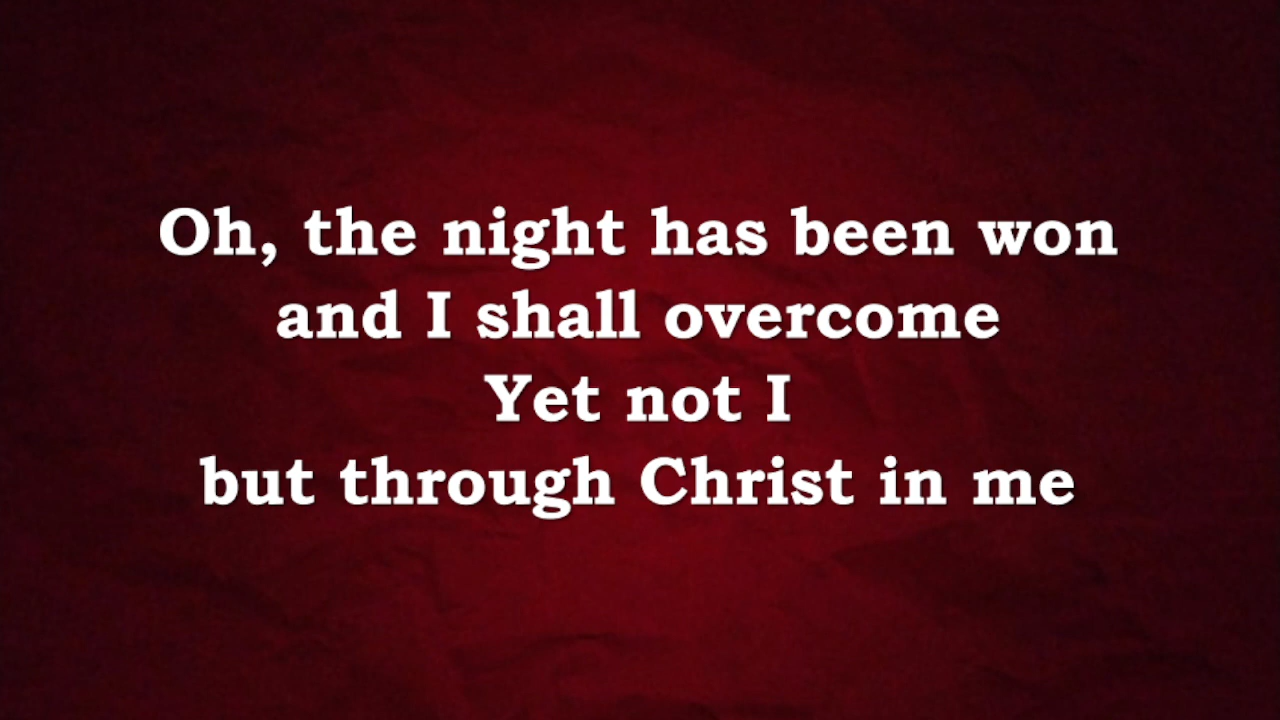 Oh, the night has been won
and I shall overcome
Yet not I
but through Christ in me